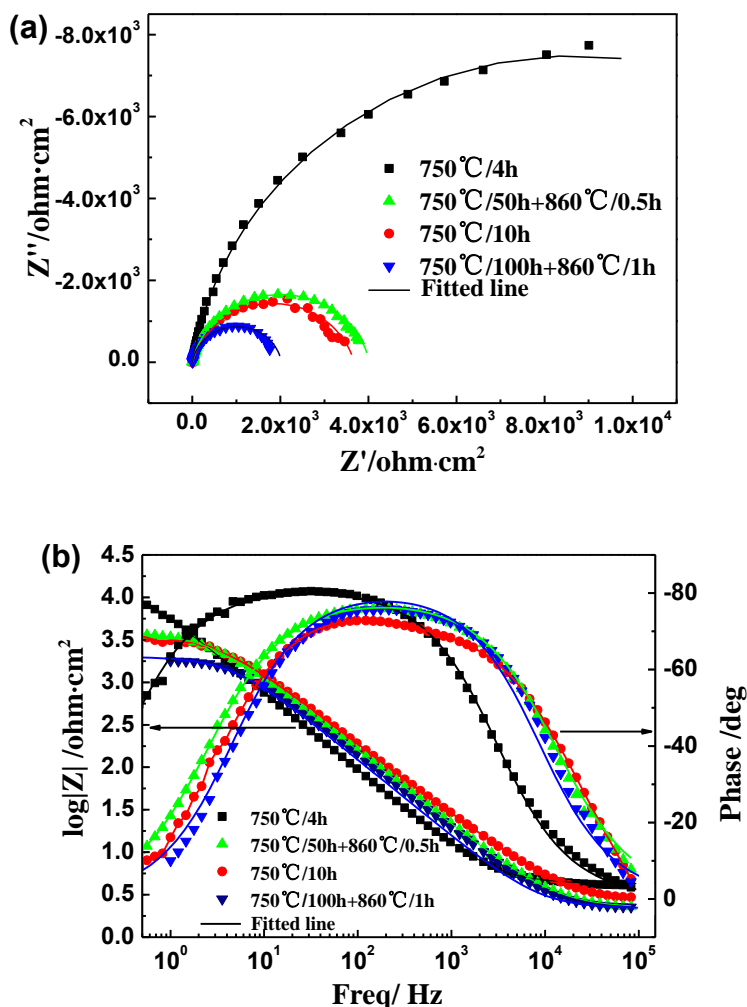 (a)
-8.0x10³
-6.0x10³
-4.0x10³
-2.0x10³
0.0
Z''/ohm·cm²
750℃/4h
750℃/50h+860℃/0.5h
750℃/10h
750℃/100h+860℃/1h
Fitted line
0.0 2.0x10³ 4.0x10³ 6.0x10³ 8.0x10³ 1.0x10⁴
Z'/ohm·cm²
(b)
4.5
4.0
3.5
3.0
2.5
2.0
1.5
1.0
0.5
0.0
log|Z| /ohm·cm²
-80
-60
-40
-20
0
Phase /deg
750℃/4h
750℃/50h+860℃/0.5h
750℃/10h
750℃/100h+860℃/1h
Fitted line
10⁰ 10¹ 10² 10³ 10⁴ 10⁵
Freq/ Hz